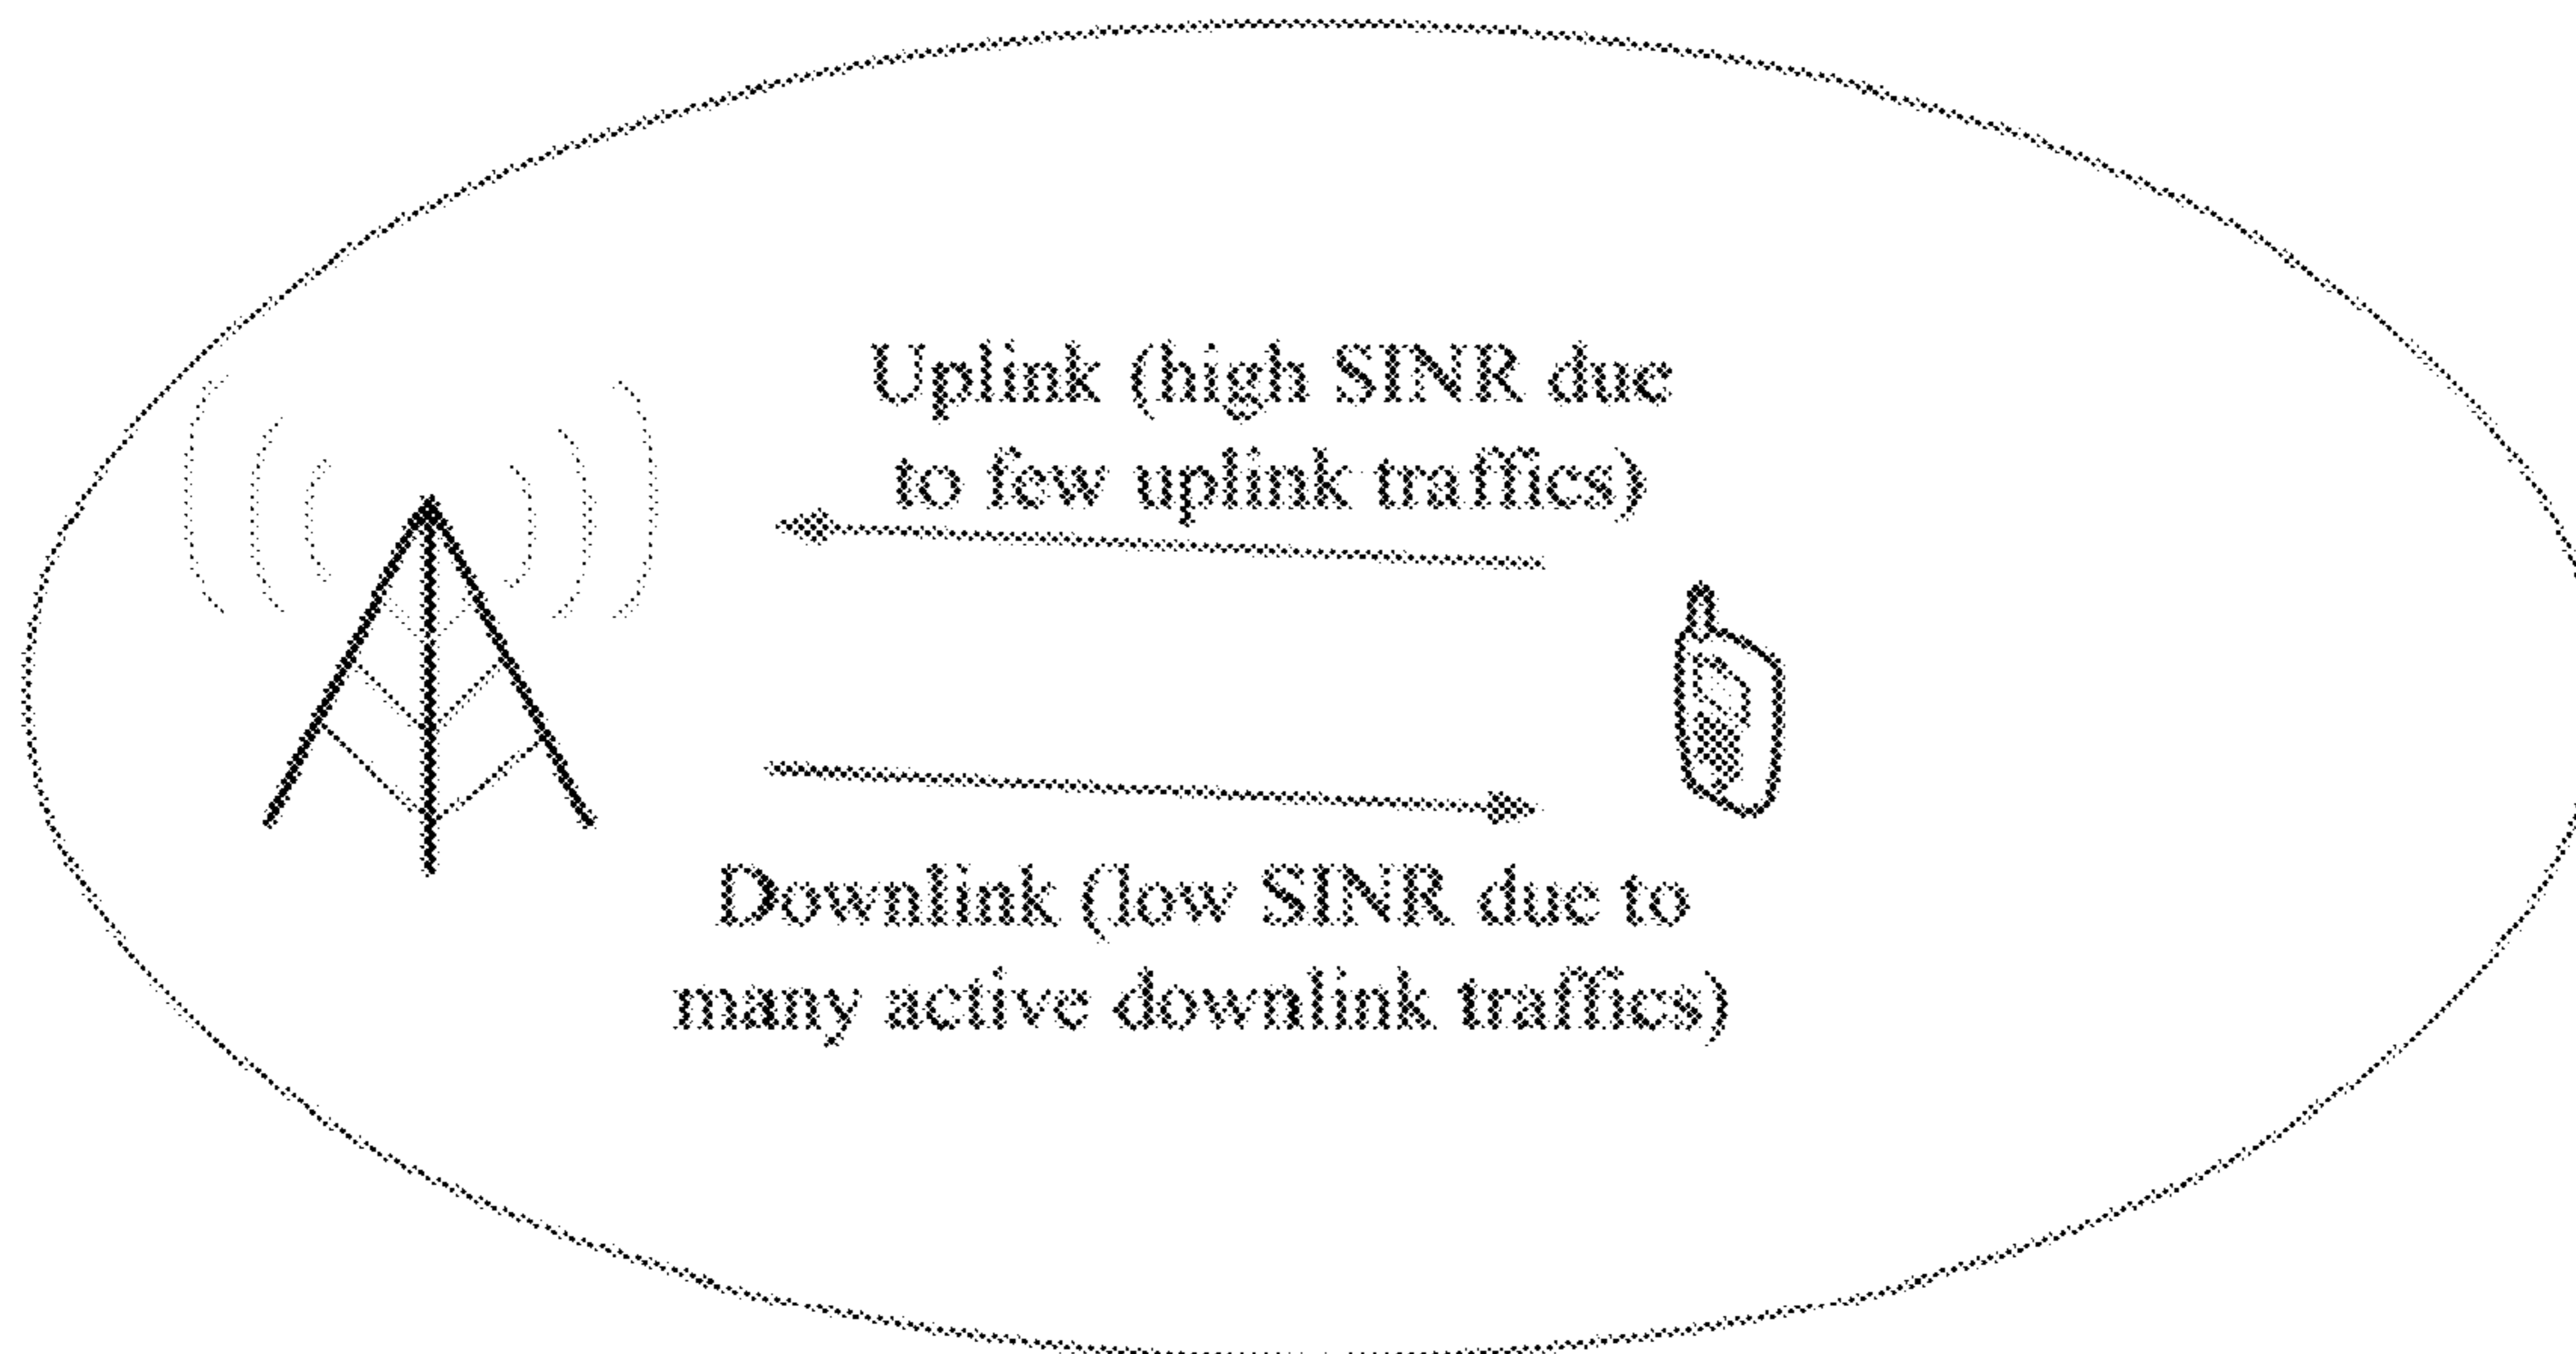 Uplink (high SINR due
to few uplink traffics)
Downlink (low SINR due to
many active downlink traffics)